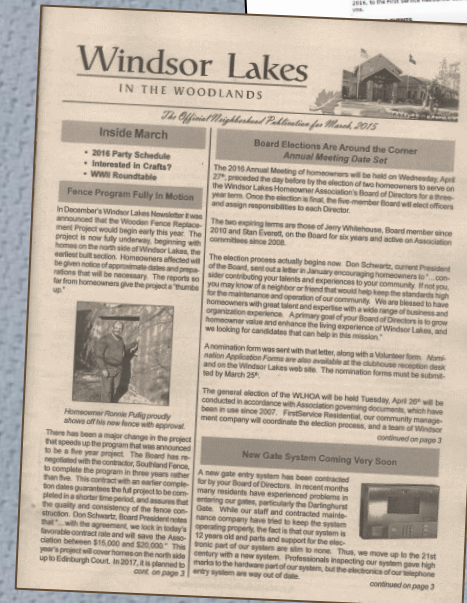 2016, to the First Service Residential
Windsor Lakes
IN THE WOODLANDS
The Official Neighborhood Publication for March, 2015
Inside March
• 2016 Party Schedule
• Interested in Crafts?
• WWII Roundtable
Fence Program Fully In Motion
In December's Windsor Lakes Newsletter it was
announced that the Wooden Fence Replace-
ment Project would begin early this year. The
project is now fully underway, beginning with
homes on the north side of Windsor Lakes, the
earliest built section. Homeowners affected will
be given notice of approximate dates and prepa-
rations that will be necessary. The reports so
far from homeowners give the project a "thumbs
up."
Homeowner Ronnie Pulig proudly
shows off his new fence with approval.
There has been a major change in the project
that speeds up the program that was announced
to be a five year project. The Board has re-
negotiated with the contractor, Southland Fence,
to complete the program in three years rather
than five. This contract with an earlier comple-
tion dates guarantees the full project to be com-
pleted in a shorter time period, and assures that
the quality and consistency of the fence con-
struction. Don Schwartz, Board President notes
that "... with the agreement, we lock in today's
favorable contract rate and will save the Asso-
ciation between $15,000 and $20,000." This
year's project will cover homes on the north side
up to Edinburgh Court. In 2017, it is planned to
cont. on page 3
Board Elections Are Around the Corner
Annual Meeting Date Set
The 2016 Annual Meeting of homeowners will be held on Wednesday, April
27th, preceded the day before by the election of two homeowners to serve on
the Windsor Lakes Homeowner Association's Board of Directors for a three-
year term. Once the election is final, the five-member Board will elect officers
and assign responsibilities to each Director.
The two expiring terms are those of Jerry Whitehouse, Board member since
2010 and Stan Everett, on the Board for six years and active on Association
committees since 2008.
The election process actually begins now. Don Schwartz, current President
of the Board, sent out a letter in January encouraging homeowners to "...con-
sider contributing your talents and experiences to your community. If not you,
you may know of a neighbor or friend that would help keep the standards high
for the maintenance and operation of our community. We are blessed to have
homeowners with great talent and expertise with a wide range of business and
organization experience. A primary goal of your Board of Directors is to grow
homeowner value and enhance the living experience of Windsor Lakes, and
we looking for candidates that can help in this mission."
A nomination form was sent with that letter, along with a Volunteer form. Nomi-
nation Application Forms are also available at the clubhouse reception desk
and on the Windsor Lakes web site. The nomination forms must be submit-
ted by March 25th.
The general election of the WLHOA will be held Tuesday, April 26th will be
conducted in accordance with Association governing documents, which have
been in use since 2007. FirstService Residential, our community manage-
ment company will coordinate the election process, and a team of Windsor
continued on page 3
New Gate System Coming Very Soon
A new gate entry system has been contracted
for by your Board of Directors. In recent months
many residents have experienced problems in
entering our gates, particularly the Darlinghurst
Gate. While our staff and contracted mainte-
nance company have tried to keep the system
operating properly, the fact is that our system is
12 years old and parts and support for the elec-
tronic part of our system are slim to none. Thus, we move up to the 21st
century with a new system. Professionals inspecting our system gave high
marks to the hardware part of our system, but the electronics of our telephone
entry system are way out of date.
continued on page 3